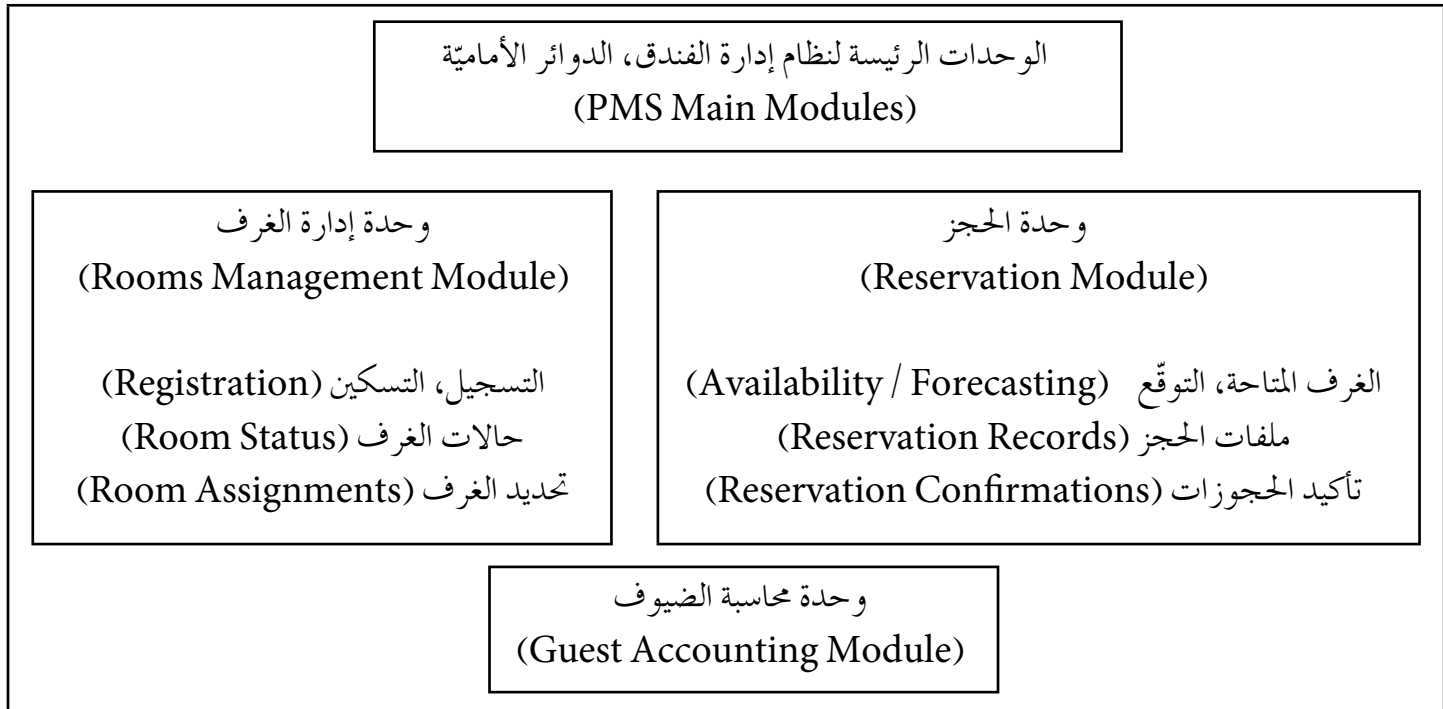 الوحدات الرئيسة لنظام إدارة الفندق، الدوائر الأماميّة
(PMS Main Modules)
وحدة الحجز
(Reservation Module)
الغرف المتاحة، التوقّع (Availability / Forecasting)
ملفات الحجز (Reservation Records)
تأكيد الحجوزات (Reservation Confirmations)
وحدة إدارة الغرف
(Rooms Management Module)
التسجيل، التسكين (Registration)
حالات الغرف (Room Status)
تحديد الغرف (Room Assignments)
وحدة محاسبة الضيوف
(Guest Accounting Module)